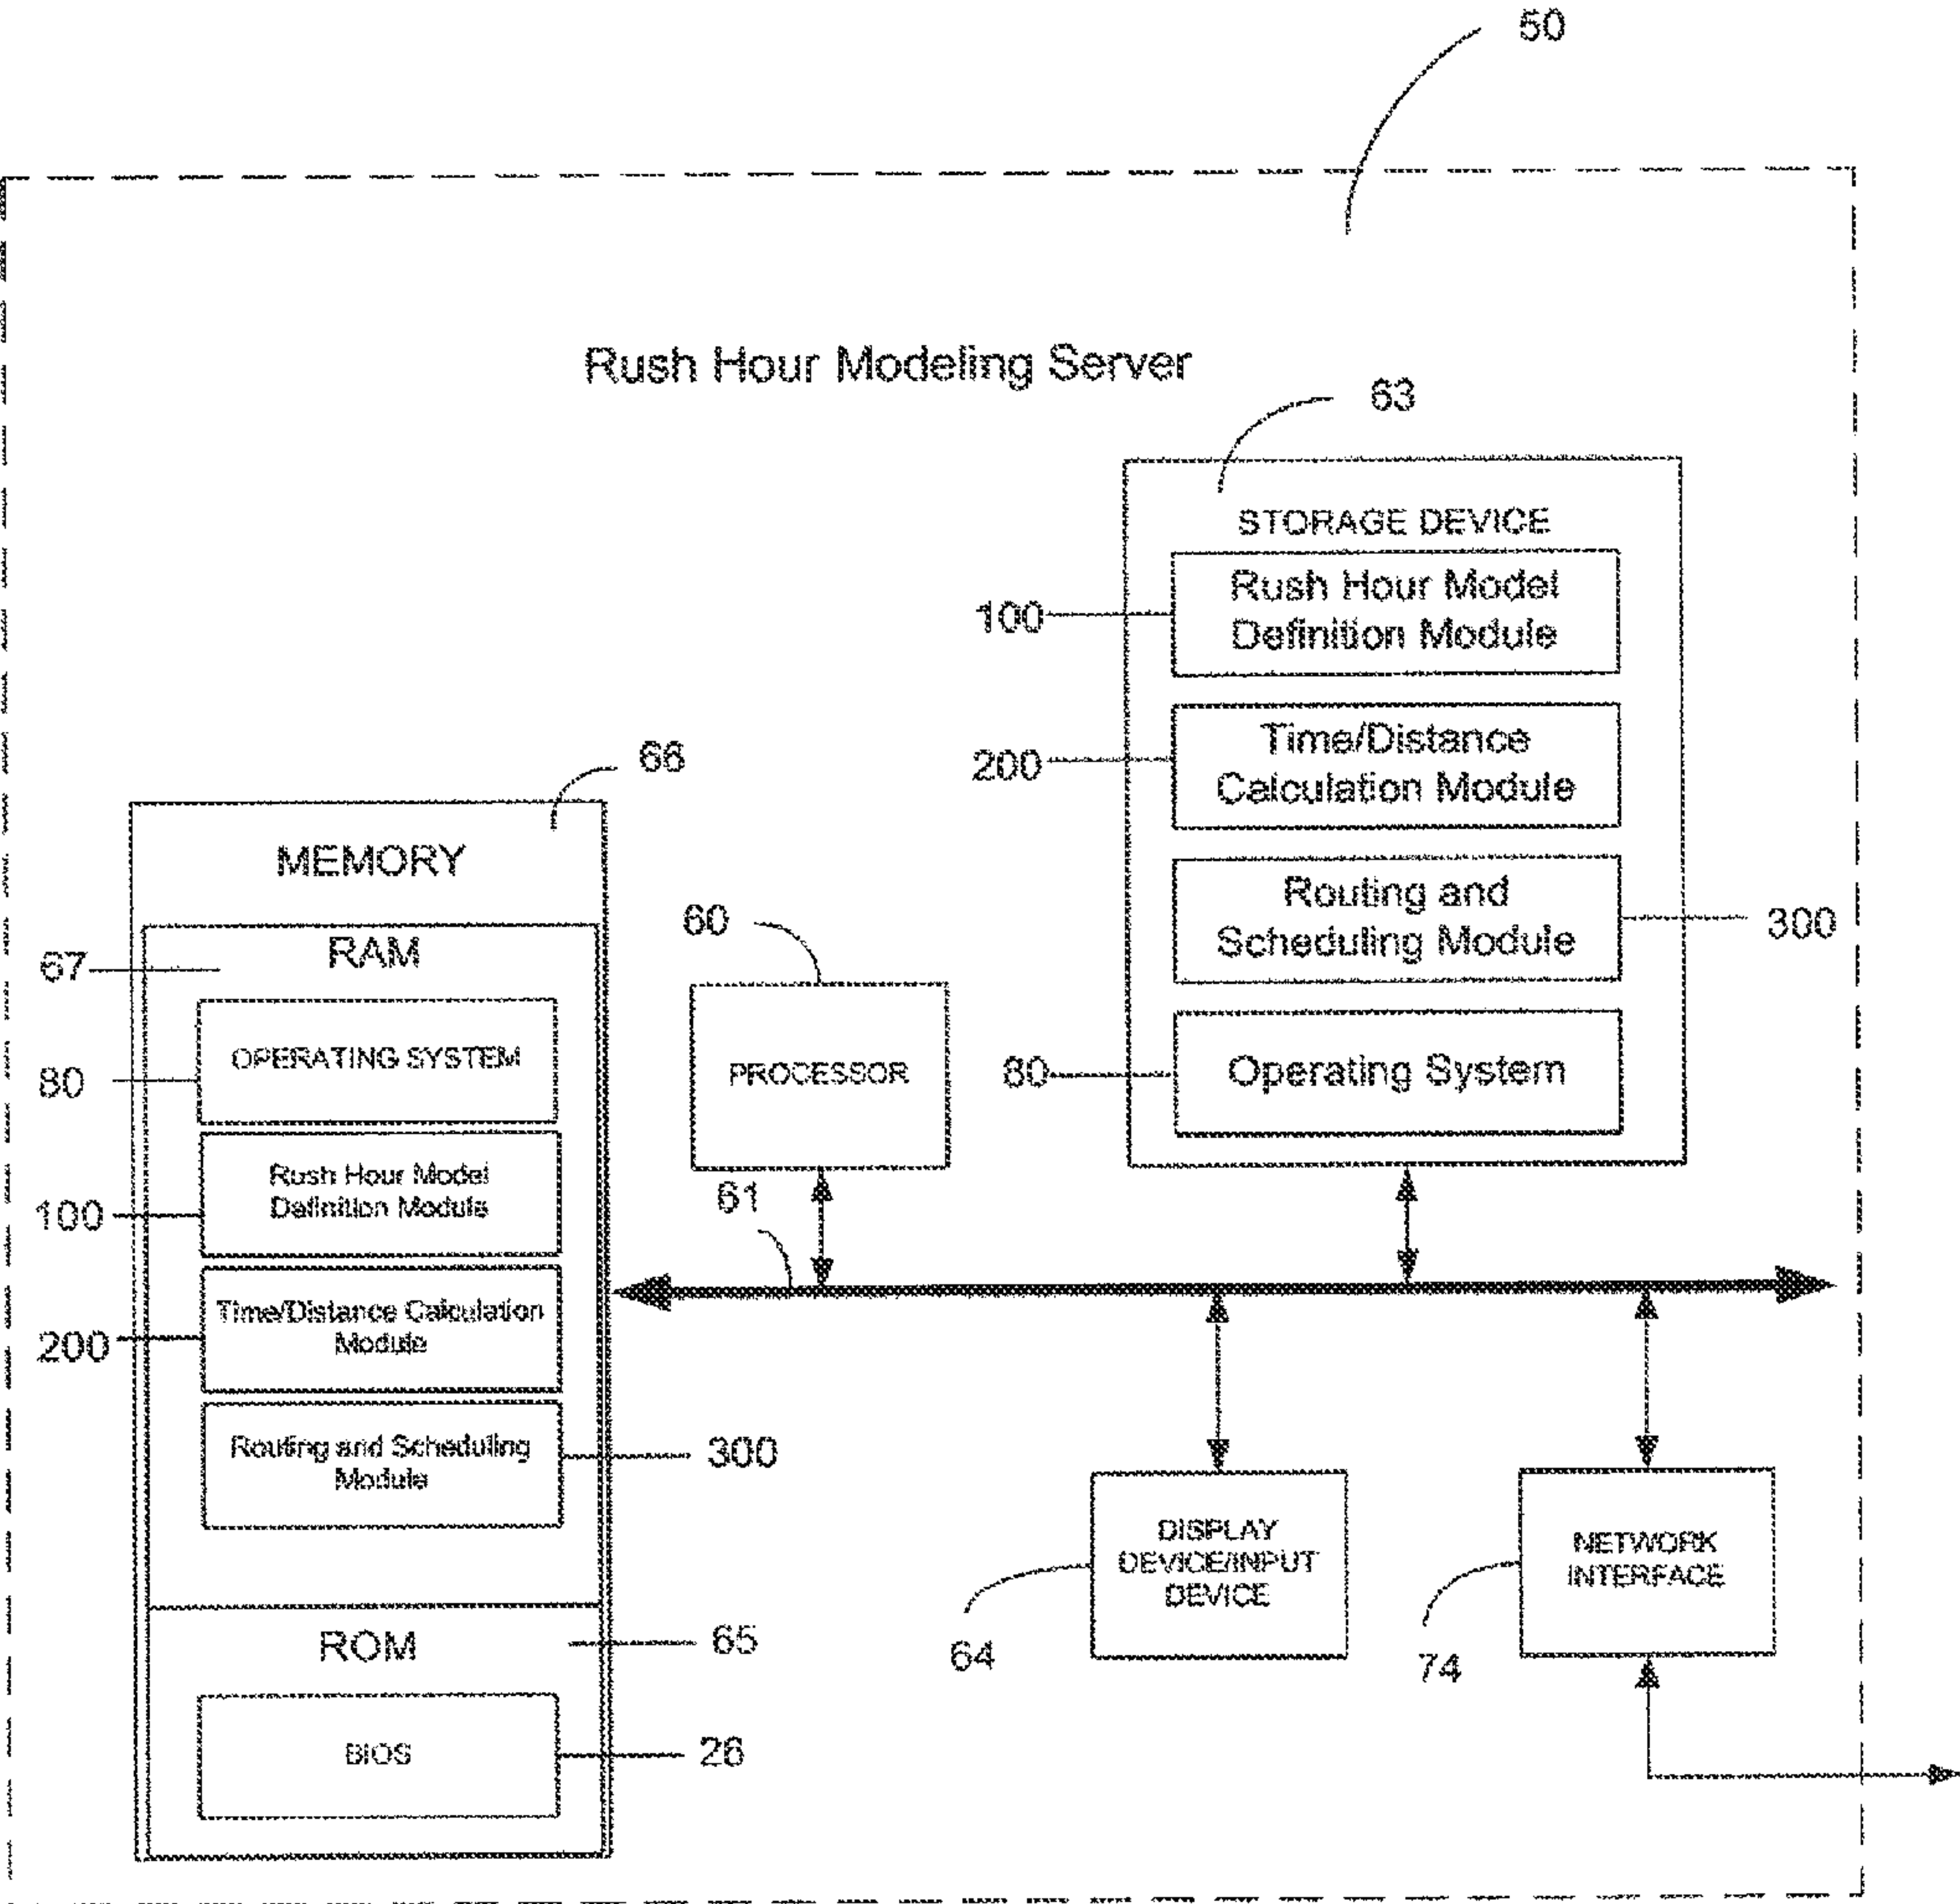 50
Rush Hour Modeling Server
63
STORAGE DEVICE
100
Rush Hour Model
Definition Module
200
Time/Distance
Calculation Module
300
Routing and
Scheduling Module
80
Operating System
66
MEMORY
67
RAM
80
OPERATING SYSTEM
100
Rush Hour Model
Definition Module
200
Time/Distance Calculation
Module
300
Routing and Scheduling
Module
65
ROM
26
BIOS
60
PROCESSOR
61
DISPLAY
DEVICE/INPUT
DEVICE
64
NETWORK
INTERFACE
74